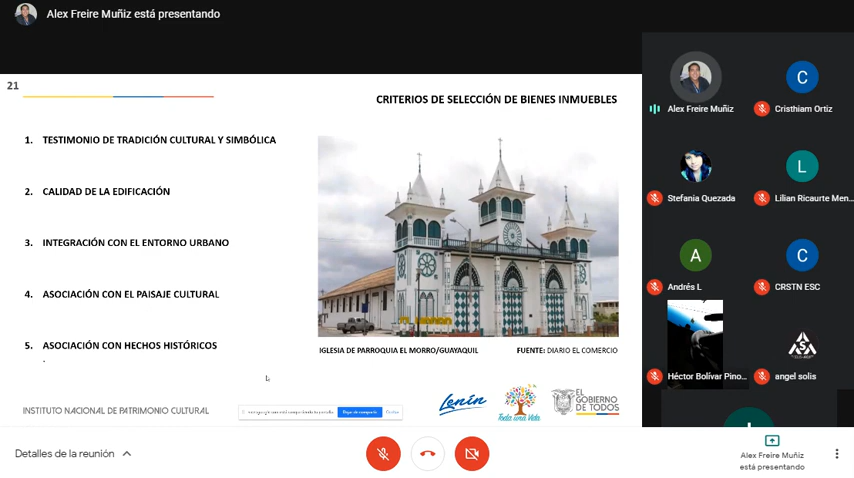 Alex Freire Muñiz está presentando
21
CRITERIOS DE SELECCIÓN DE BIENES INMUEBLES
1. TESTIMONIO DE TRADICIÓN CULTURAL Y SIMBÓLICA
2. CALIDAD DE LA EDIFICACIÓN
3. INTEGRACIÓN CON EL ENTORNO URBANO
4. ASOCIACIÓN CON EL PAISAJE CULTURAL
5. ASOCIACIÓN CON HECHOS HISTÓRICOS
.
EL MORRO
IGLESIA DE PARROQUIA EL MORRO/GUAYAQUIL
FUENTE: DIARIO EL COMERCIO
INSTITUTO NACIONAL DE PATRIMONIO CULTURAL
Dejar de compartir
Ocultar
Lenín
Toda una Vida
EL
GOBIERNO
DE TODOS
Alex Freire Muñiz
C
Cristhiam Ortiz
Stefania Quezada
L
Lilian Ricaurte Men...
A
Andrés L
C
CRSTN ESC
Héctor Bolívar Pino...
angel solis
Detalles de la reunión
Alex Freire Muñiz
está presentando